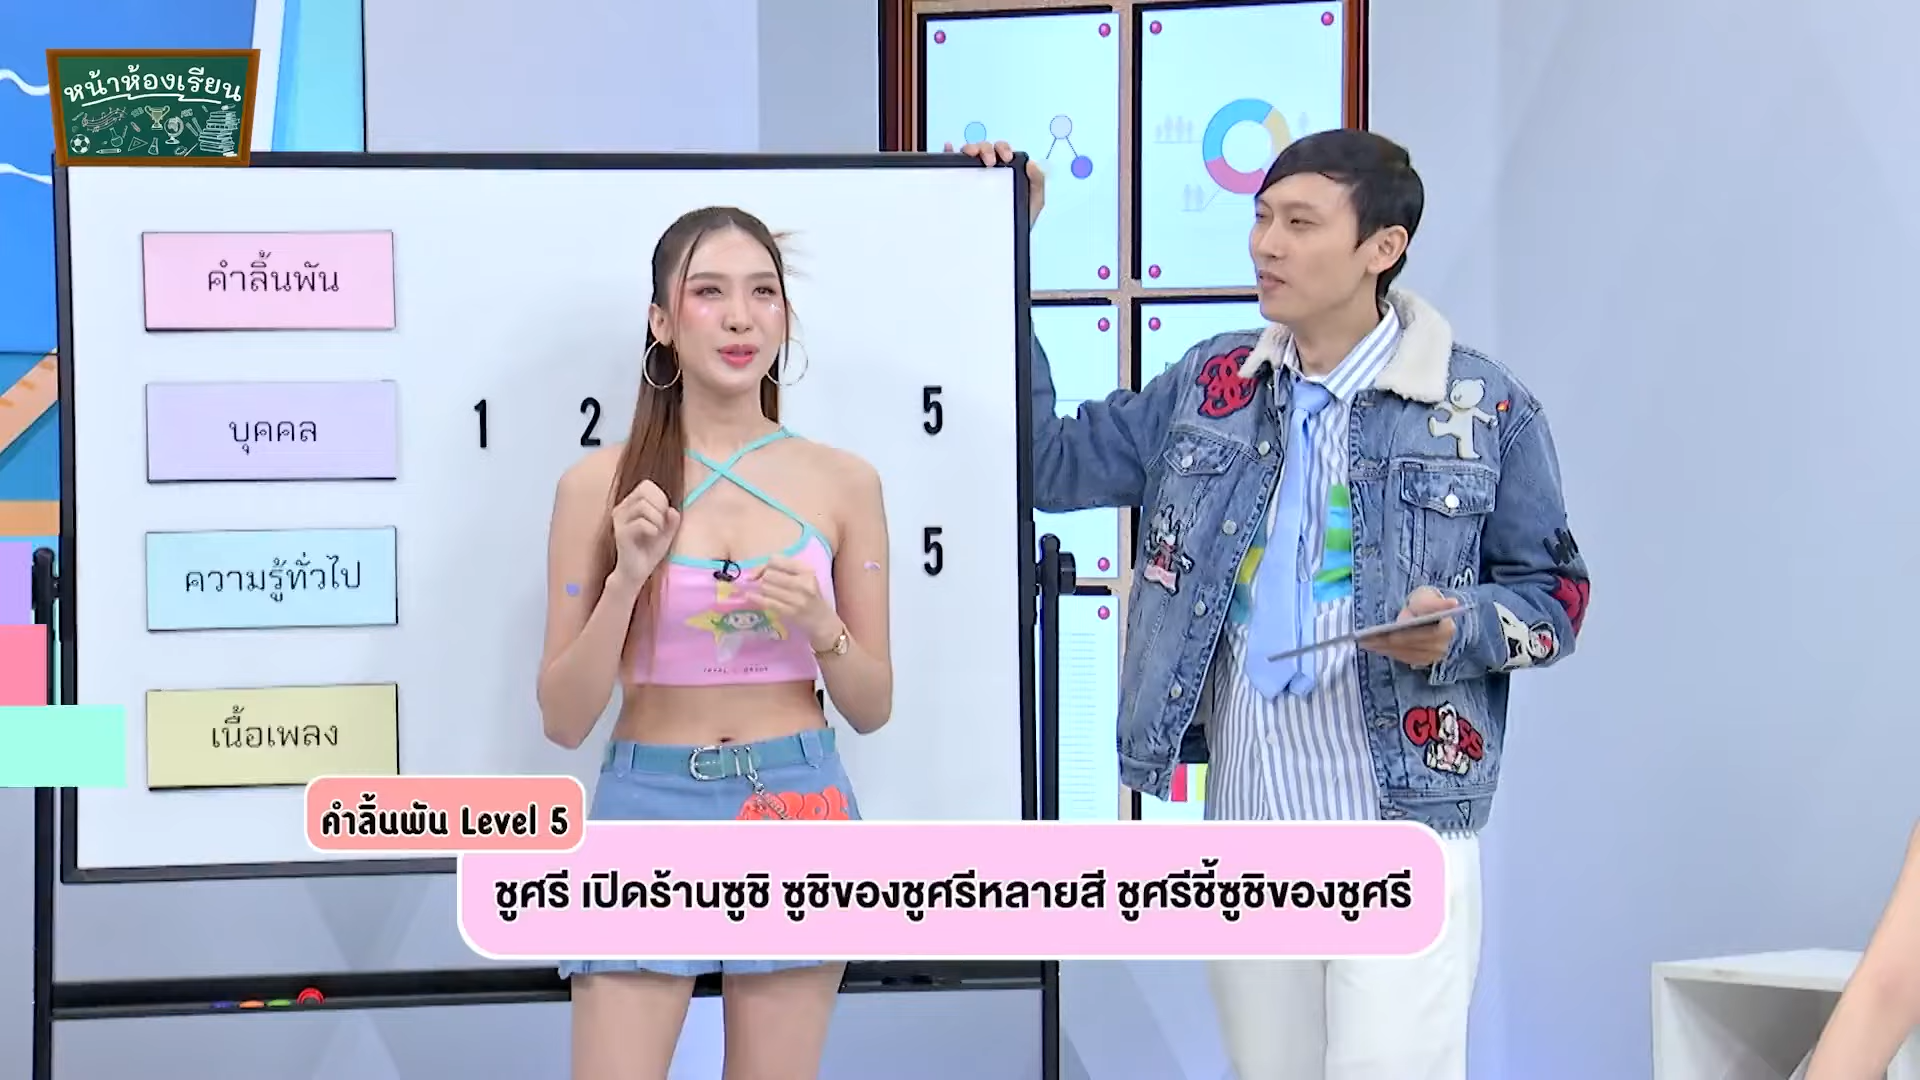 หน้าห้องเรียน
คำลิ้นพัน
บุคคล
1 2 5
ความรู้ทั่วไป
5
เนื้อเพลง
GUESS
คำลิ้นพัน Level 5
ชูศรี เปิดร้านซูชิ ซูชิของชูศรีหลายสี ชูศรีชี้ซูชิของชูศรี